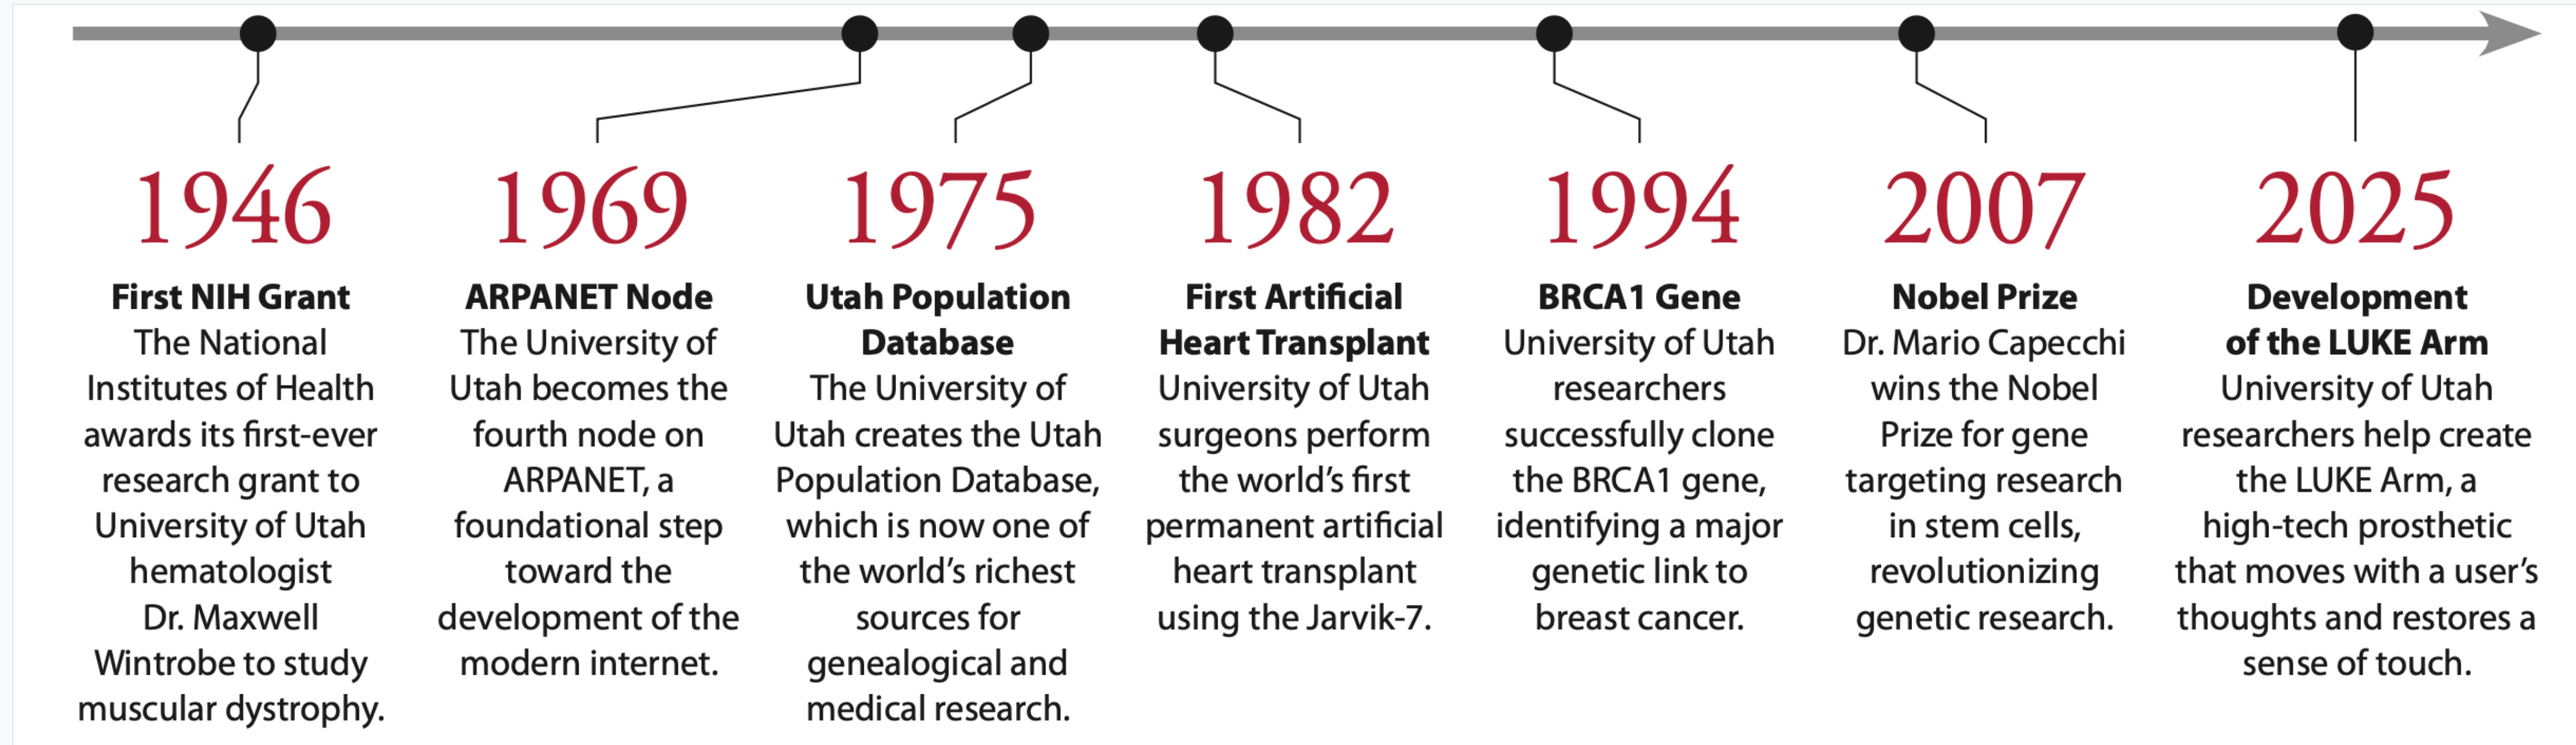 1946
First NIH Grant
The National
Institutes of Health
awards its first-ever
research grant to
University of Utah
hematologist
Dr. Maxwell
Wintrobe to study
muscular dystrophy.
1969
ARPANET Node
The University of
Utah becomes the
fourth node on
ARPANET, a
foundational step
toward the
development of the
modern internet.
1975
Utah Population
Database
The University of
Utah creates the Utah
Population Database,
which is now one of
the world’s richest
sources for
genealogical and
medical research.
1982
First Artificial
Heart Transplant
University of Utah
surgeons perform
the world’s first
permanent artificial
heart transplant
using the Jarvik-7.
1994
BRCA1 Gene
University of Utah
researchers
successfully clone
the BRCA1 gene,
identifying a major
genetic link to
breast cancer.
2007
Nobel Prize
Dr. Mario Capecchi
wins the Nobel
Prize for gene
targeting research
in stem cells,
revolutionizing
genetic research.
2025
Development
of the LUKE Arm
University of Utah
researchers help create
the LUKE Arm, a
high-tech prosthetic
that moves with a user’s
thoughts and restores a
sense of touch.